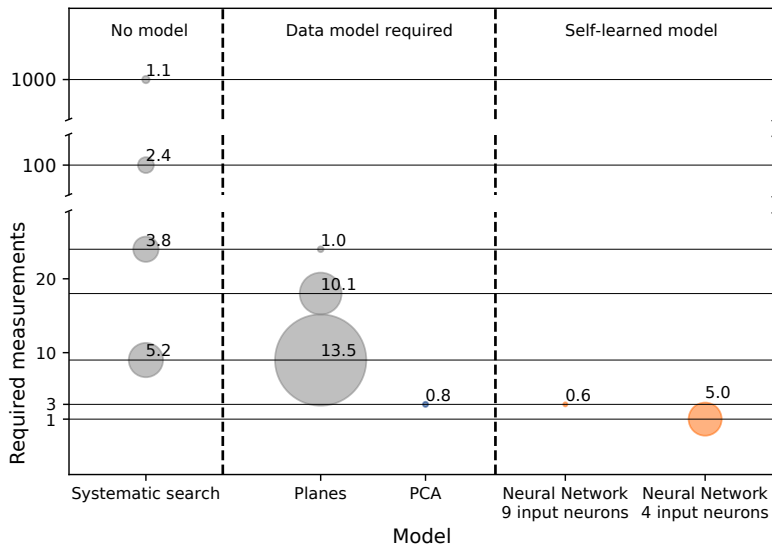 No model
Data model required
Self-learned model
1000
1.1
100
2.4
3.8
1.0
20
10.1
10
5.2
13.5
3
0.8
0.6
5.0
1
Required measurements
Systematic search
Planes
PCA
Neural Network
9 input neurons
Neural Network
4 input neurons
Model